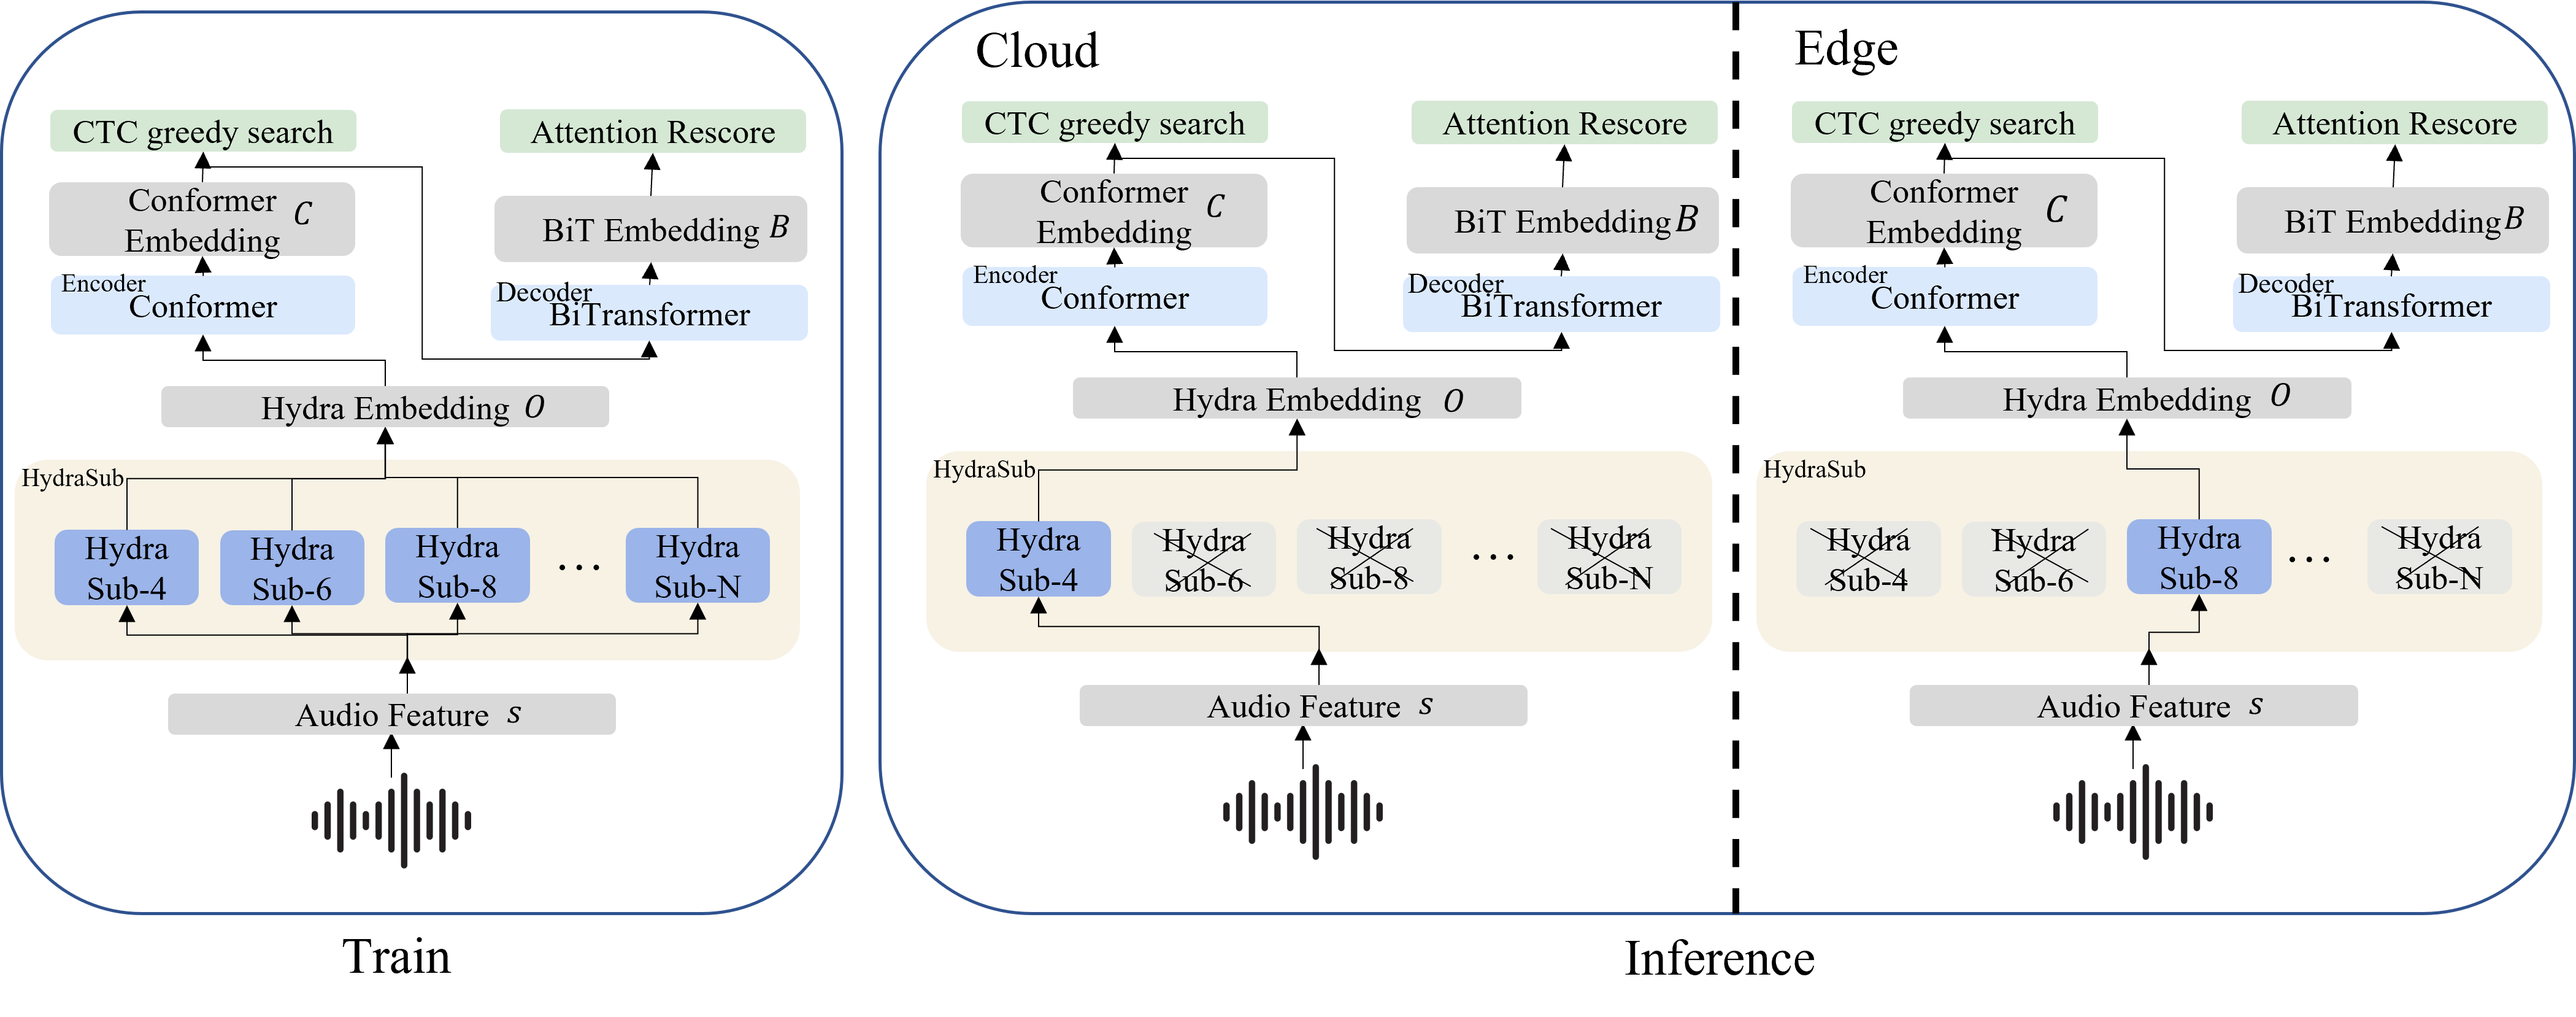 CTC greedy search
Attention Rescore
Conformer
Embedding C
BiT Embedding B
Encoder
Conformer
Decoder
BiTransformer
Hydra Embedding O
HydraSub
Hydra
Sub-4
Hydra
Sub-6
Hydra
Sub-8
...
Hydra
Sub-N
Audio Feature s
Train
Cloud
CTC greedy search
Attention Rescore
Conformer
Embedding C
BiT Embedding B
Encoder
Conformer
Decoder
BiTransformer
Hydra Embedding O
HydraSub
Hydra
Sub-4
Hydra
Sub-6
Hydra
Sub-8
...
Hydra
Sub-N
Audio Feature s
Edge
CTC greedy search
Attention Rescore
Conformer
Embedding C
BiT Embedding B
Encoder
Conformer
Decoder
BiTransformer
Hydra Embedding O
HydraSub
Hydra
Sub-4
Hydra
Sub-6
Hydra
Sub-8
...
Hydra
Sub-N
Audio Feature s
Inference